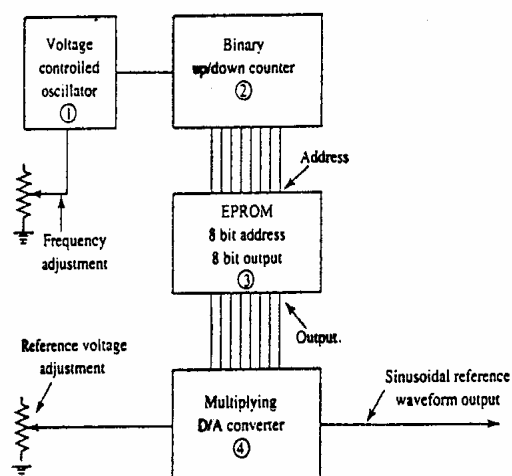 Voltage
controlled
oscillator
①
Binary
up/down counter
②
Address
Frequency
adjustment
EPROM
8 bit address
8 bit output
③
Output.
Reference voltage
adjustment
Multiplying
D/A converter
④
Sinusoidal reference
waveform output